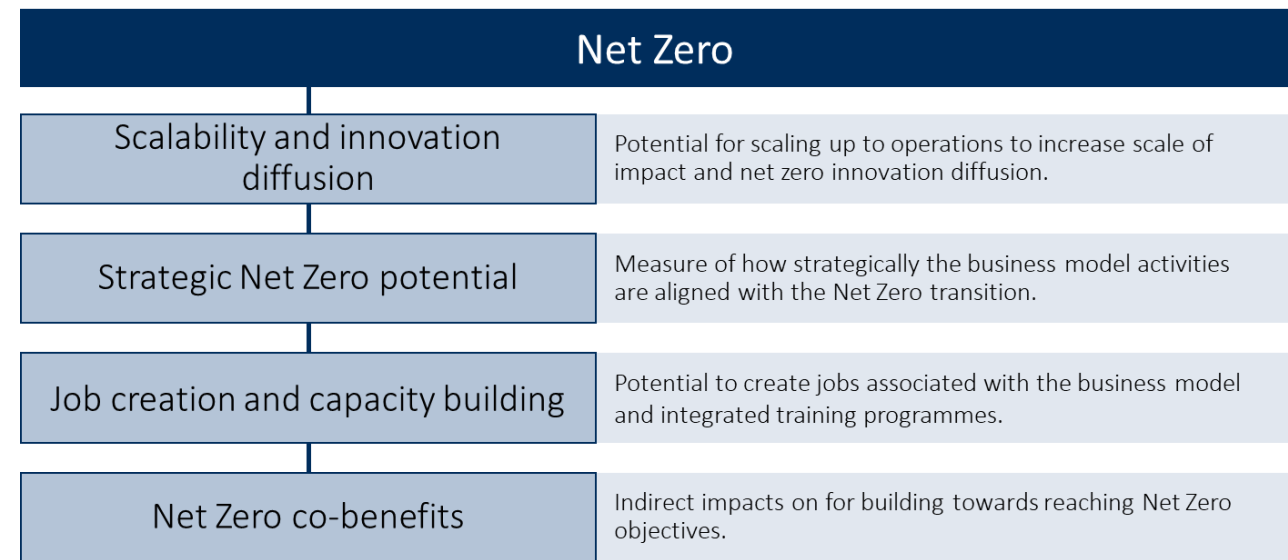 Net Zero
Scalability and innovation
diffusion
Potential for scaling up to operations to increase scale of
impact and net zero innovation diffusion.
Strategic Net Zero potential
Measure of how strategically the business model activities
are aligned with the Net Zero transition.
Job creation and capacity building
Potential to create jobs associated with the business model
and integrated training programmes.
Net Zero co-benefits
Indirect impacts on for building towards reaching Net Zero
objectives.